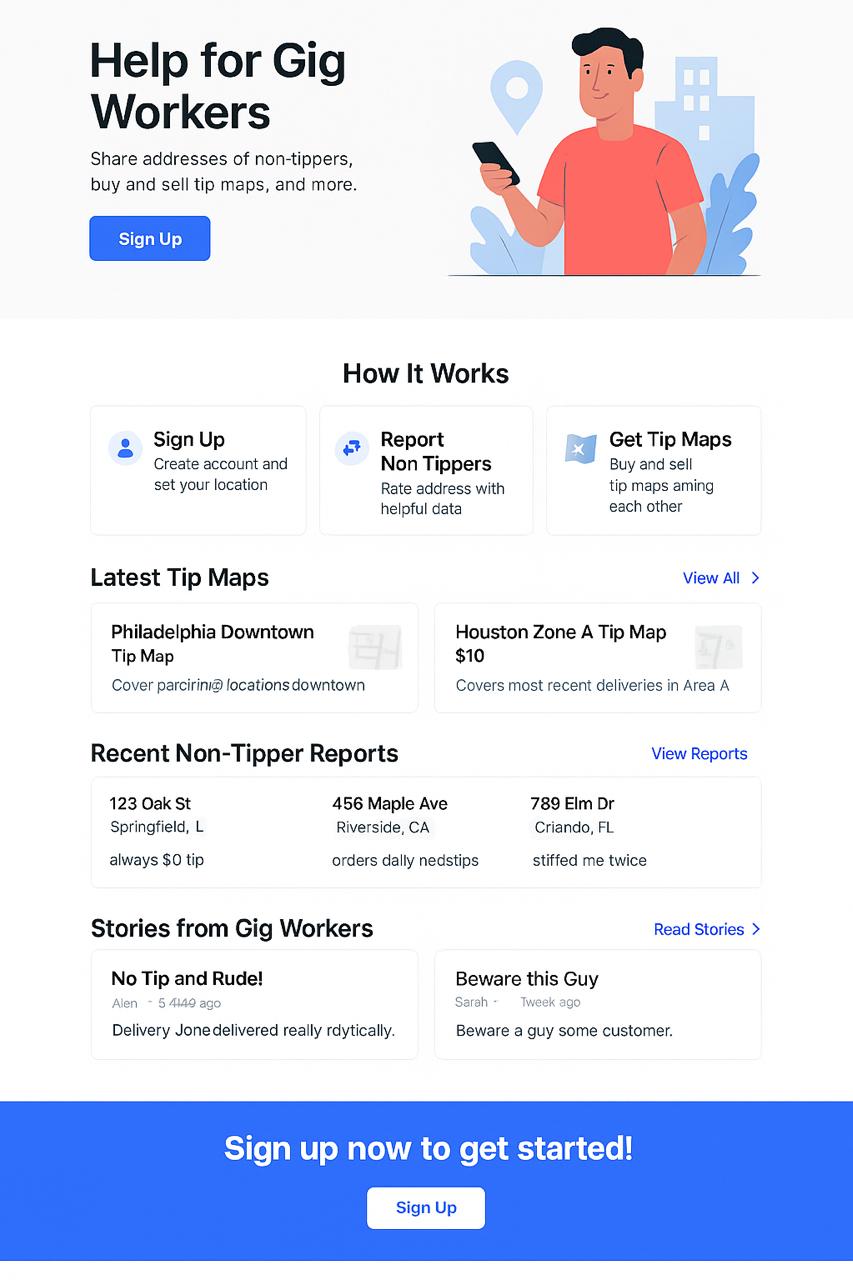 Help for Gig
Workers
Share addresses of non-tippers,
buy and sell tip maps, and more.
Sign Up
How It Works
Sign Up
Create account and
set your location
Report
Non Tippers
Rate address with
helpful data
Get Tip Maps
Buy and sell
tip maps aming
each other
Latest Tip Maps
View All
Philadelphia Downtown
Tip Map
Cover locations downtown
Houston Zone A Tip Map
$10
Covers most recent deliveries in Area A
Recent Non-Tipper Reports
View Reports
123 Oak St
Springfield, L
always $0 tip
456 Maple Ave
Riverside, CA
orders dally nedstips
789 Elm Dr
Criando, FL
stiffed me twice
Stories from Gig Workers
Read Stories
No Tip and Rude!
Alen - 5 ago
Delivery Jone delivered really rdytically.
Beware this Guy
Sarah - Tweek ago
Beware a guy some customer.
Sign up now to get started!
Sign Up